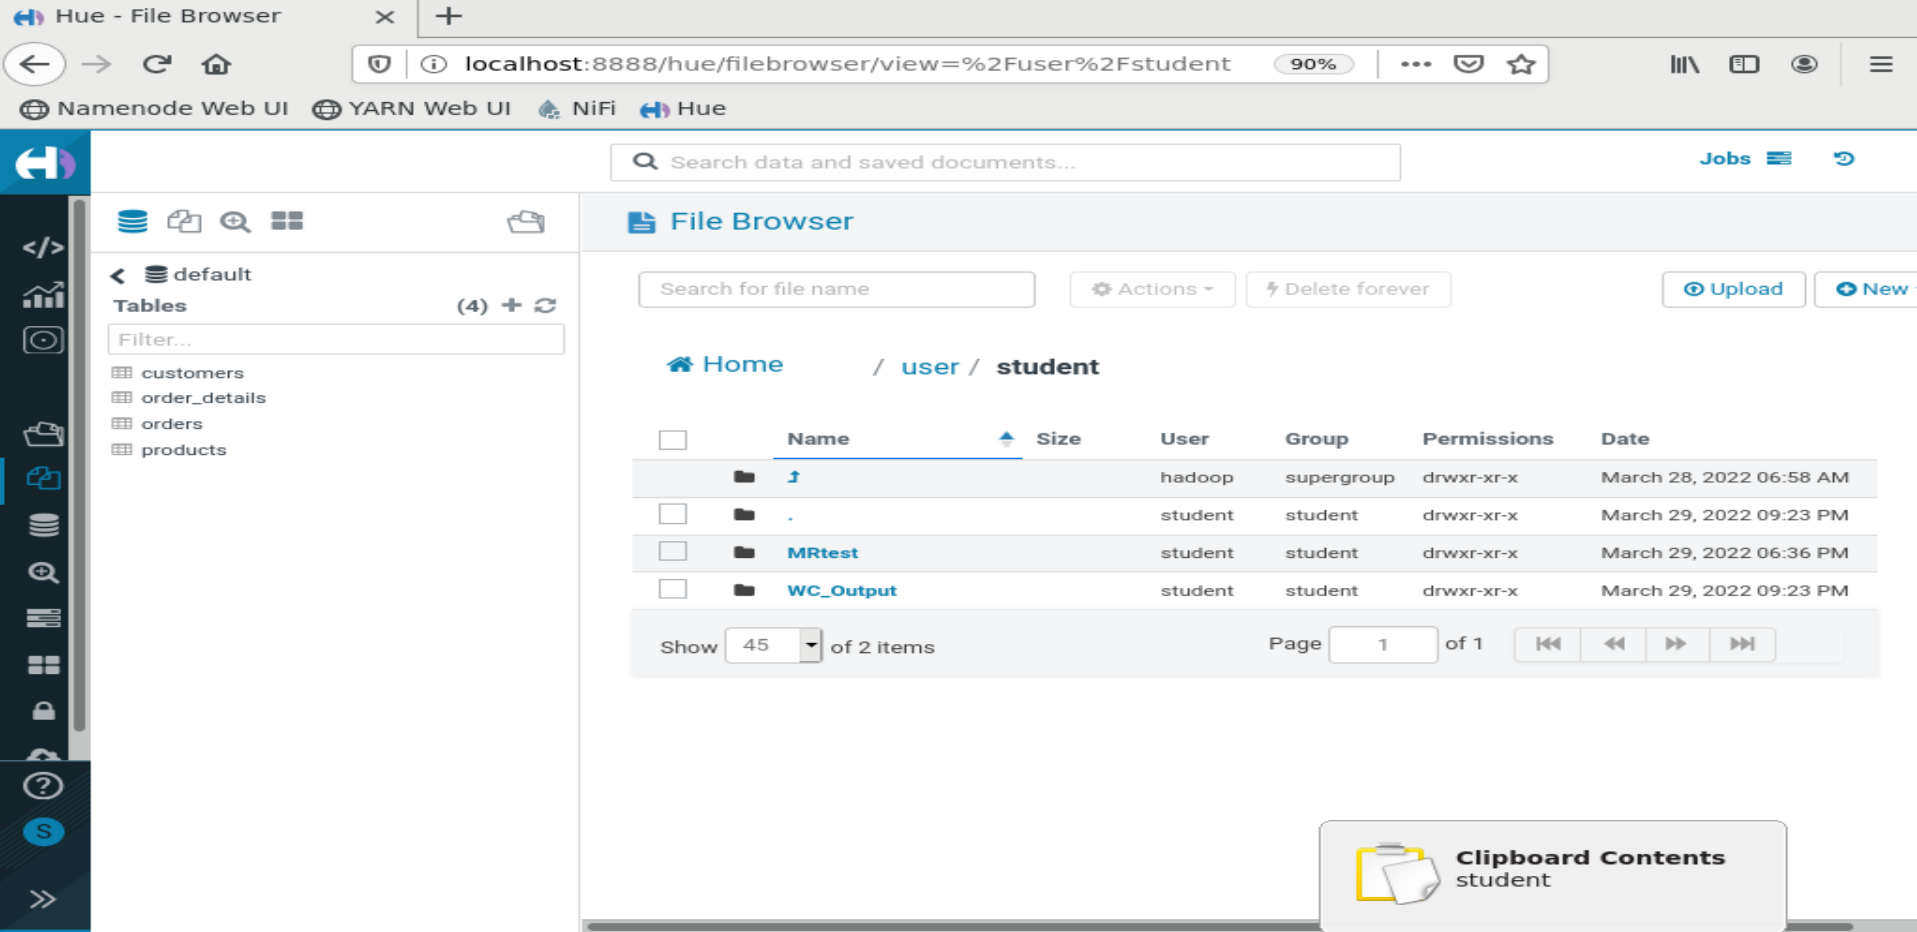 Hue - File Browser
localhost:8888/hue/filebrowser/view=%2Fuser%2Fstudent 90%
Namenode Web UI YARN Web UI NiFi Hue
Search data and saved documents...
Jobs
File Browser
default
Tables (4)
Filter...
customers
order_details
orders
products
Search for file name
Actions
Delete forever
Upload
New
Home / user / student
Name Size User Group Permissions Date
hadoop supergroup drwxr-xr-x March 28, 2022 06:58 AM
. student student drwxr-xr-x March 29, 2022 09:23 PM
MRtest student student drwxr-xr-x March 29, 2022 06:36 PM
WC_Output student student drwxr-xr-x March 29, 2022 09:23 PM
Show 45 of 2 items Page 1 of 1
S
Clipboard Contents
student